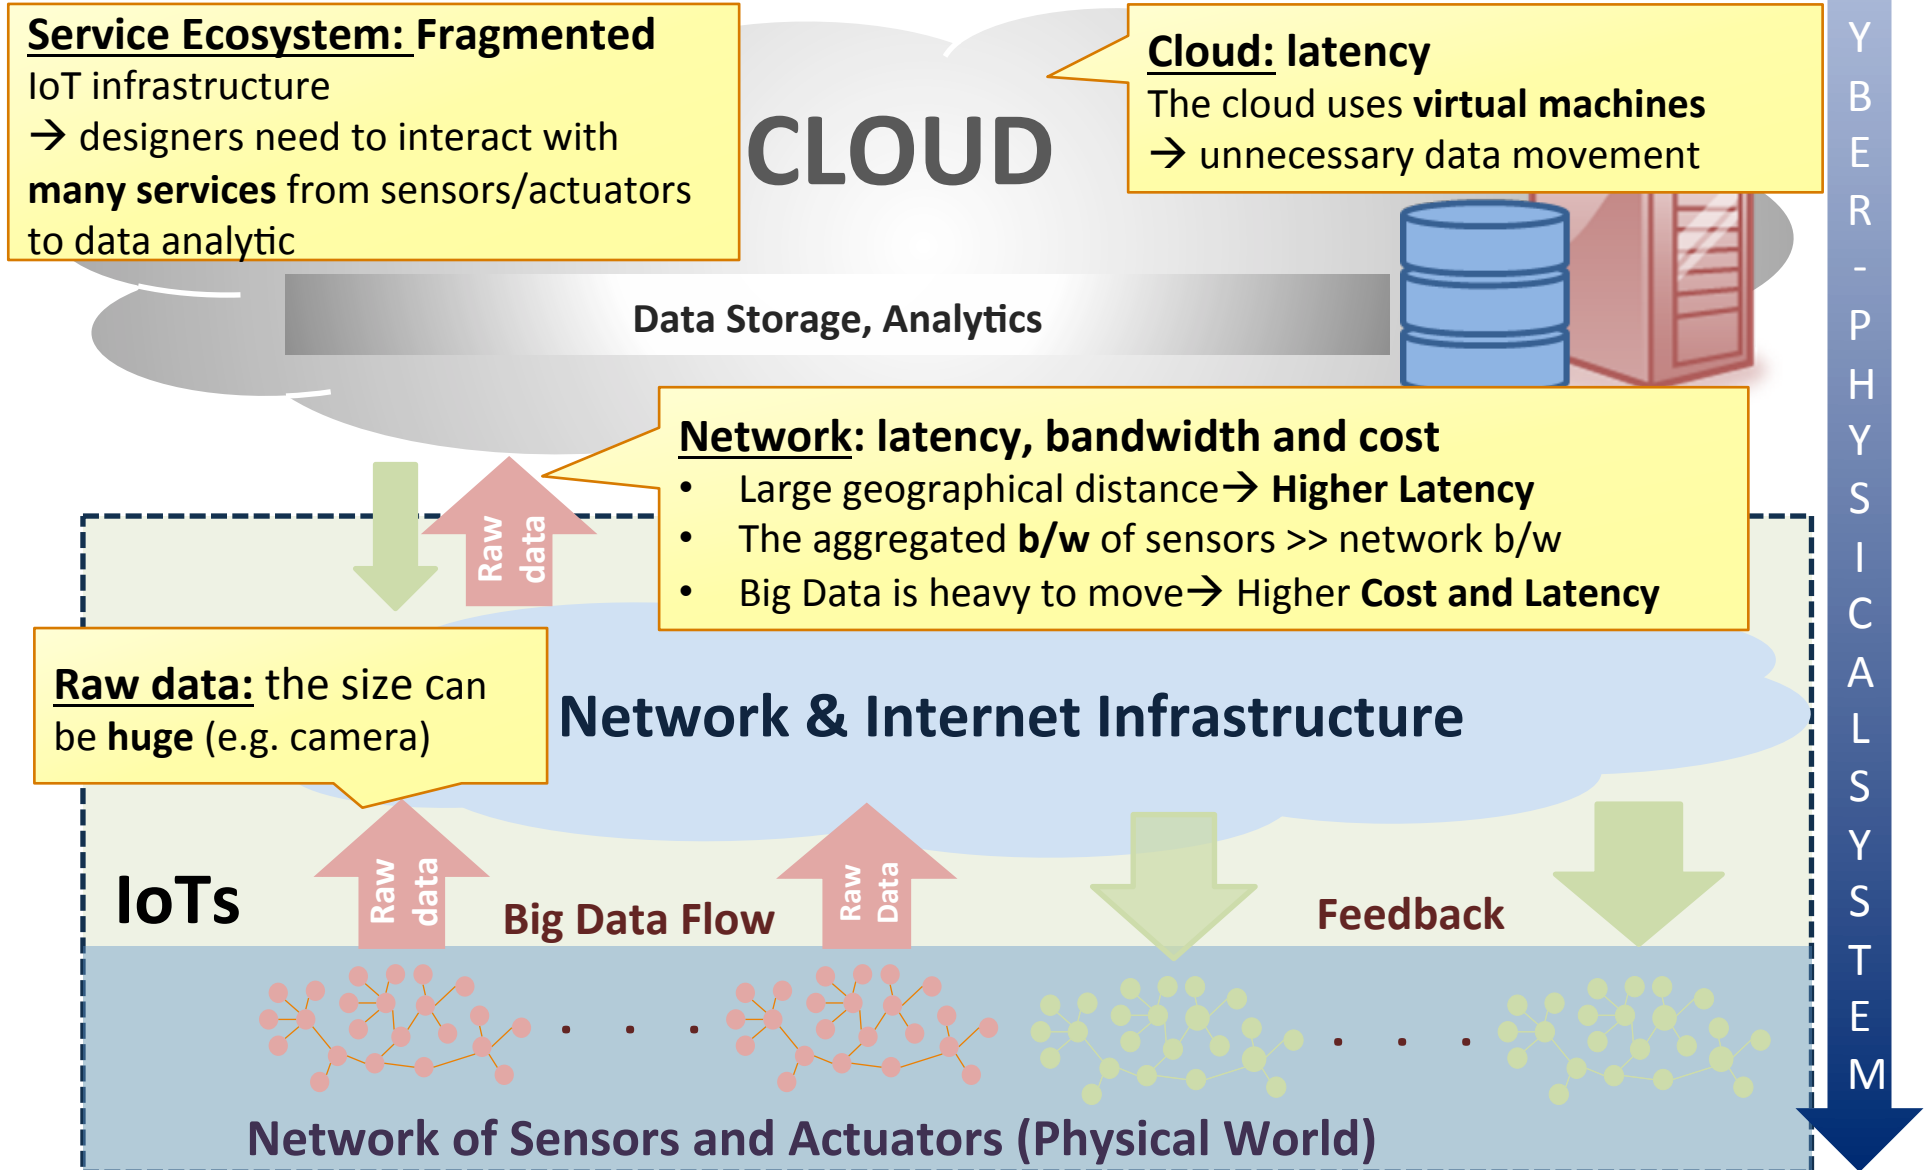 Service Ecosystem: Fragmented
IoT infrastructure
→ designers need to interact with
many services from sensors/actuators
to data analytic
Cloud: latency
The cloud uses virtual machines
→ unnecessary data movement
CLOUD
Data Storage, Analytics
Network: latency, bandwidth and cost
• Large geographical distance→ Higher Latency
• The aggregated b/w of sensors >> network b/w
• Big Data is heavy to move→ Higher Cost and Latency
Raw
data
Raw data: the size can
be huge (e.g. camera)
Network & Internet Infrastructure
IoTs
Raw
data
Big Data Flow
Raw
Data
Feedback
. . .
. . .
Network of Sensors and Actuators (Physical World)
YBER-PHYSICALSYSTEM